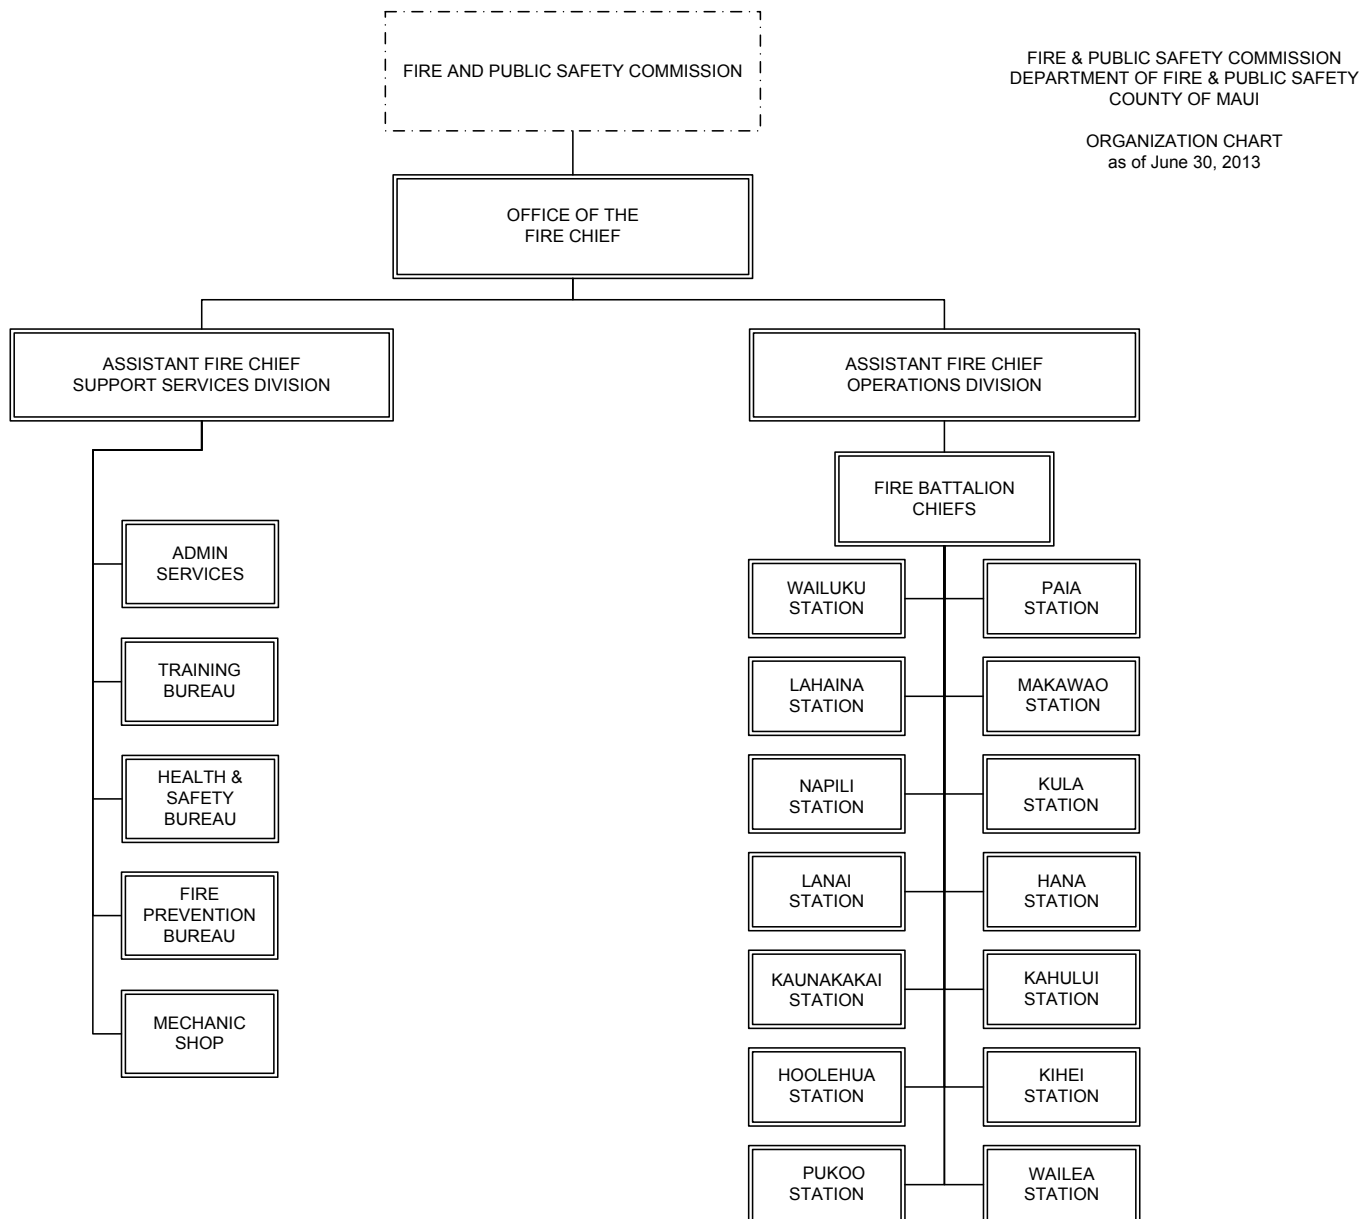 FIRE AND PUBLIC SAFETY COMMISSION
FIRE & PUBLIC SAFETY COMMISSION
DEPARTMENT OF FIRE & PUBLIC SAFETY
COUNTY OF MAUI
ORGANIZATION CHART
as of June 30, 2013
OFFICE OF THE
FIRE CHIEF
ASSISTANT FIRE CHIEF
SUPPORT SERVICES DIVISION
ASSISTANT FIRE CHIEF
OPERATIONS DIVISION
FIRE BATTALION
CHIEFS
ADMIN
SERVICES
TRAINING
BUREAU
HEALTH &
SAFETY
BUREAU
FIRE
PREVENTION
BUREAU
MECHANIC
SHOP
WAILUKU
STATION
PAIA
STATION
LAHAINA
STATION
MAKAWAO
STATION
NAPILI
STATION
KULA
STATION
LANAI
STATION
HANA
STATION
KAUNAKAKAI
STATION
KAHULUI
STATION
HOOLEHUA
STATION
KIHEI
STATION
PUKOO
STATION
WAILEA
STATION